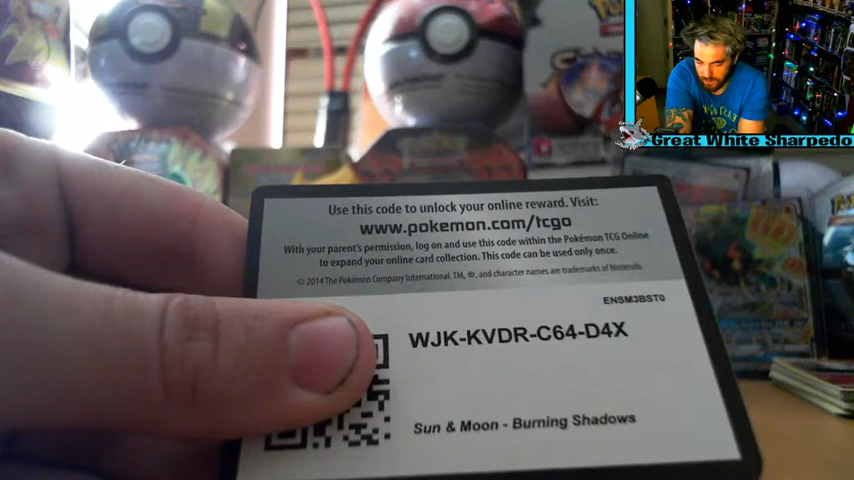 Great White Sharpedo
Use this code to unlock your online reward. Visit:
www.pokemon.com/tcgo
With your parent's permission, log on and use this code within the Pokémon TCG Online
to expand your online card collection. This code can be used only once.
© 2014 The Pokémon Company International. TM, ®, and character names are trademarks of Nintendo.
ENSM3BST0
WJK-KVDR-C64-D4X
Sun & Moon - Burning Shadows